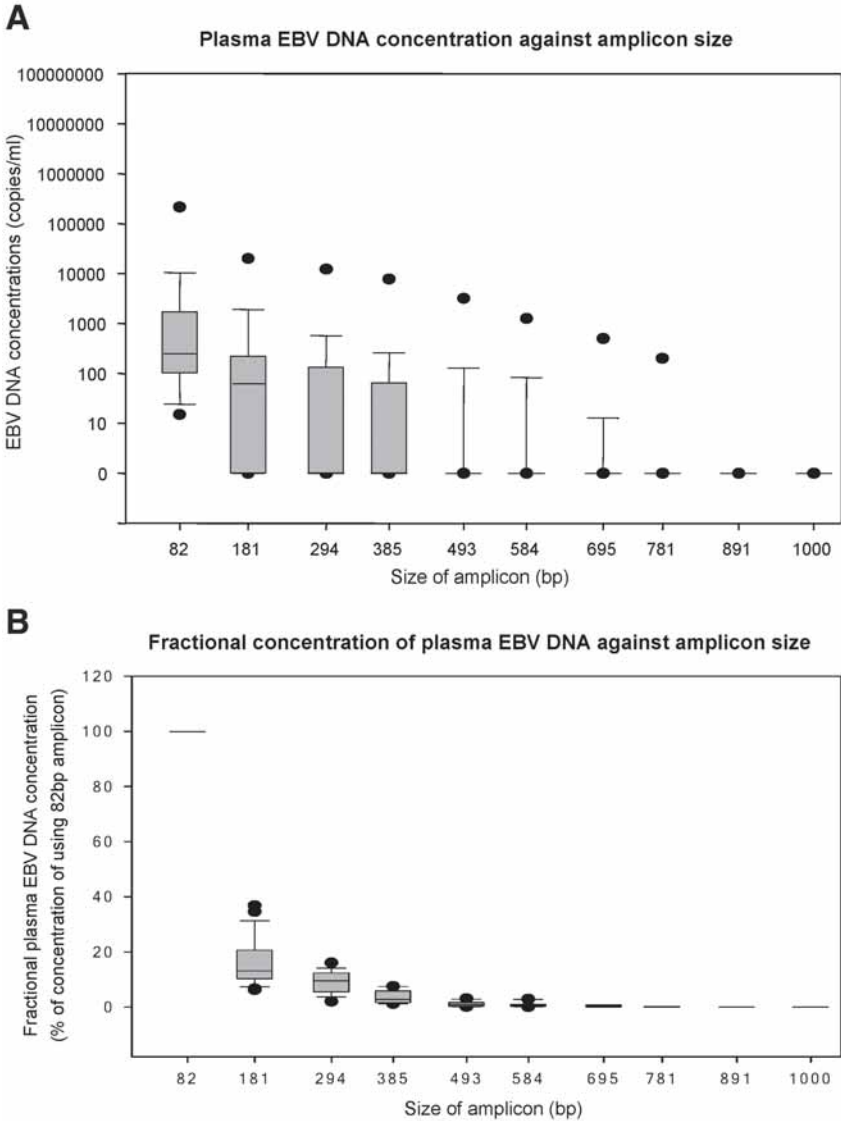 A
Plasma EBV DNA concentration against amplicon size
EBV DNA concentrations (copies/ml)
100000000
10000000
1000000
100000
10000
1000
100
10
0
82 181 294 385 493 584 695 781 891 1000
Size of amplicon (bp)
B
Fractional concentration of plasma EBV DNA against amplicon size
Fractional plasma EBV DNA concentration
(% of concentration of using 82bp amplicon)
120
100
80
60
40
20
0
82 181 294 385 493 584 695 781 891 1000
Size of amplicon (bp)